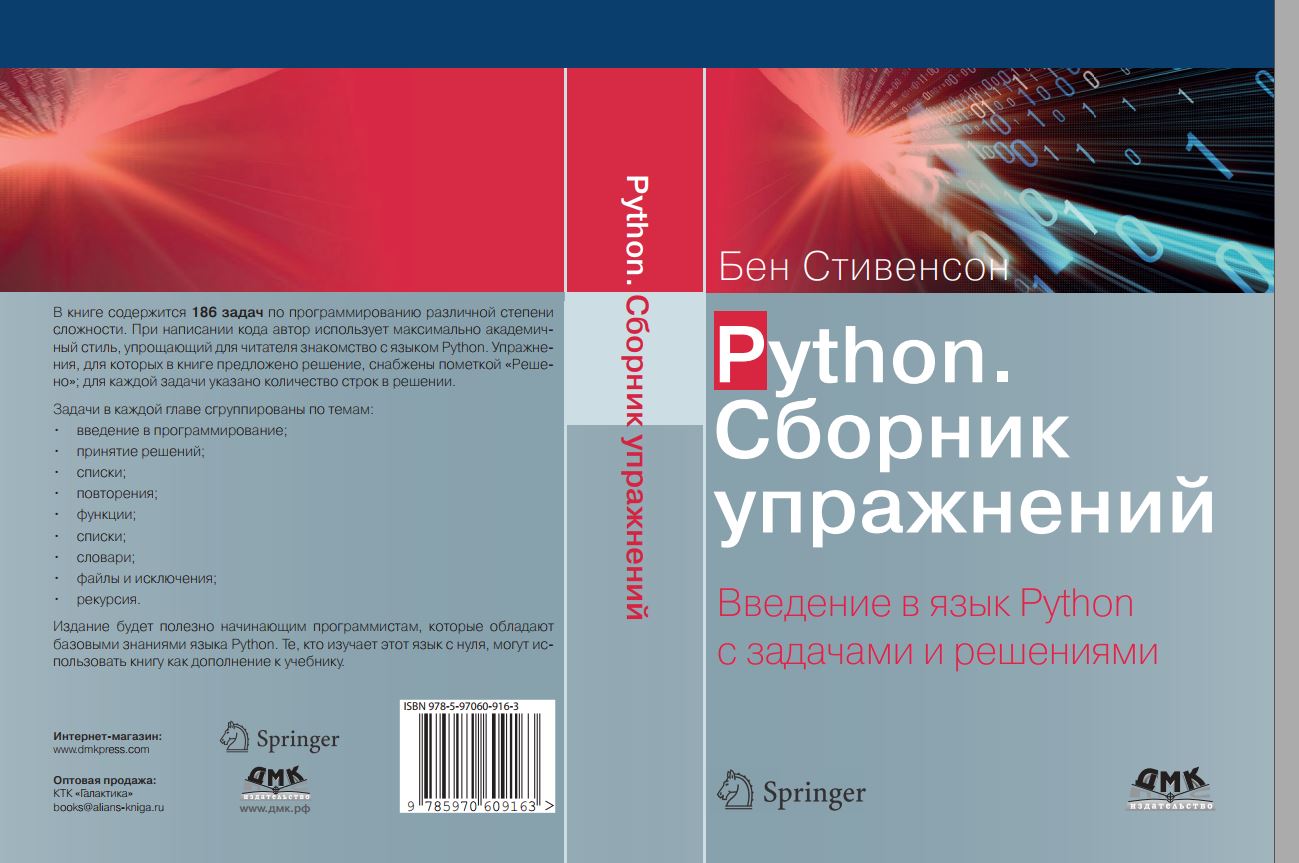 В книге содержится 186 задач по программированию различной степени
сложности. При написании кода автор использует максимально академич-
ный стиль, упрощающий для читателя знакомство с языком Python. Упражне-
ния, для которых в книге предложено решение, снабжены пометкой «Реше-
но»; для каждой задачи указано количество строк в решении.
Задачи в каждой главе сгруппированы по темам:
• введение в программирование;
• принятие решений;
• списки;
• повторения;
• функции;
• списки;
• словари;
• файлы и исключения;
• рекурсия.
Издание будет полезно начинающим программистам, которые обладают
базовыми знаниями языка Python. Те, кто изучает этот язык с нуля, могут ис-
пользовать книгу как дополнение к учебнику.
Интернет-магазин:
www.dmkpress.com
Оптовая продажа:
КТК «Галактика»
books@alians-kniga.ru
Springer
ДМК
издательство
www.дмк.рф
ISBN 978-5-97060-916-3
9 785970 609163 >
Python. Сборник упражнений
Бен Стивенсон
Python.
Сборник
упражнений
Введение в язык Python
с задачами и решениями
Springer
ДМК
издательство